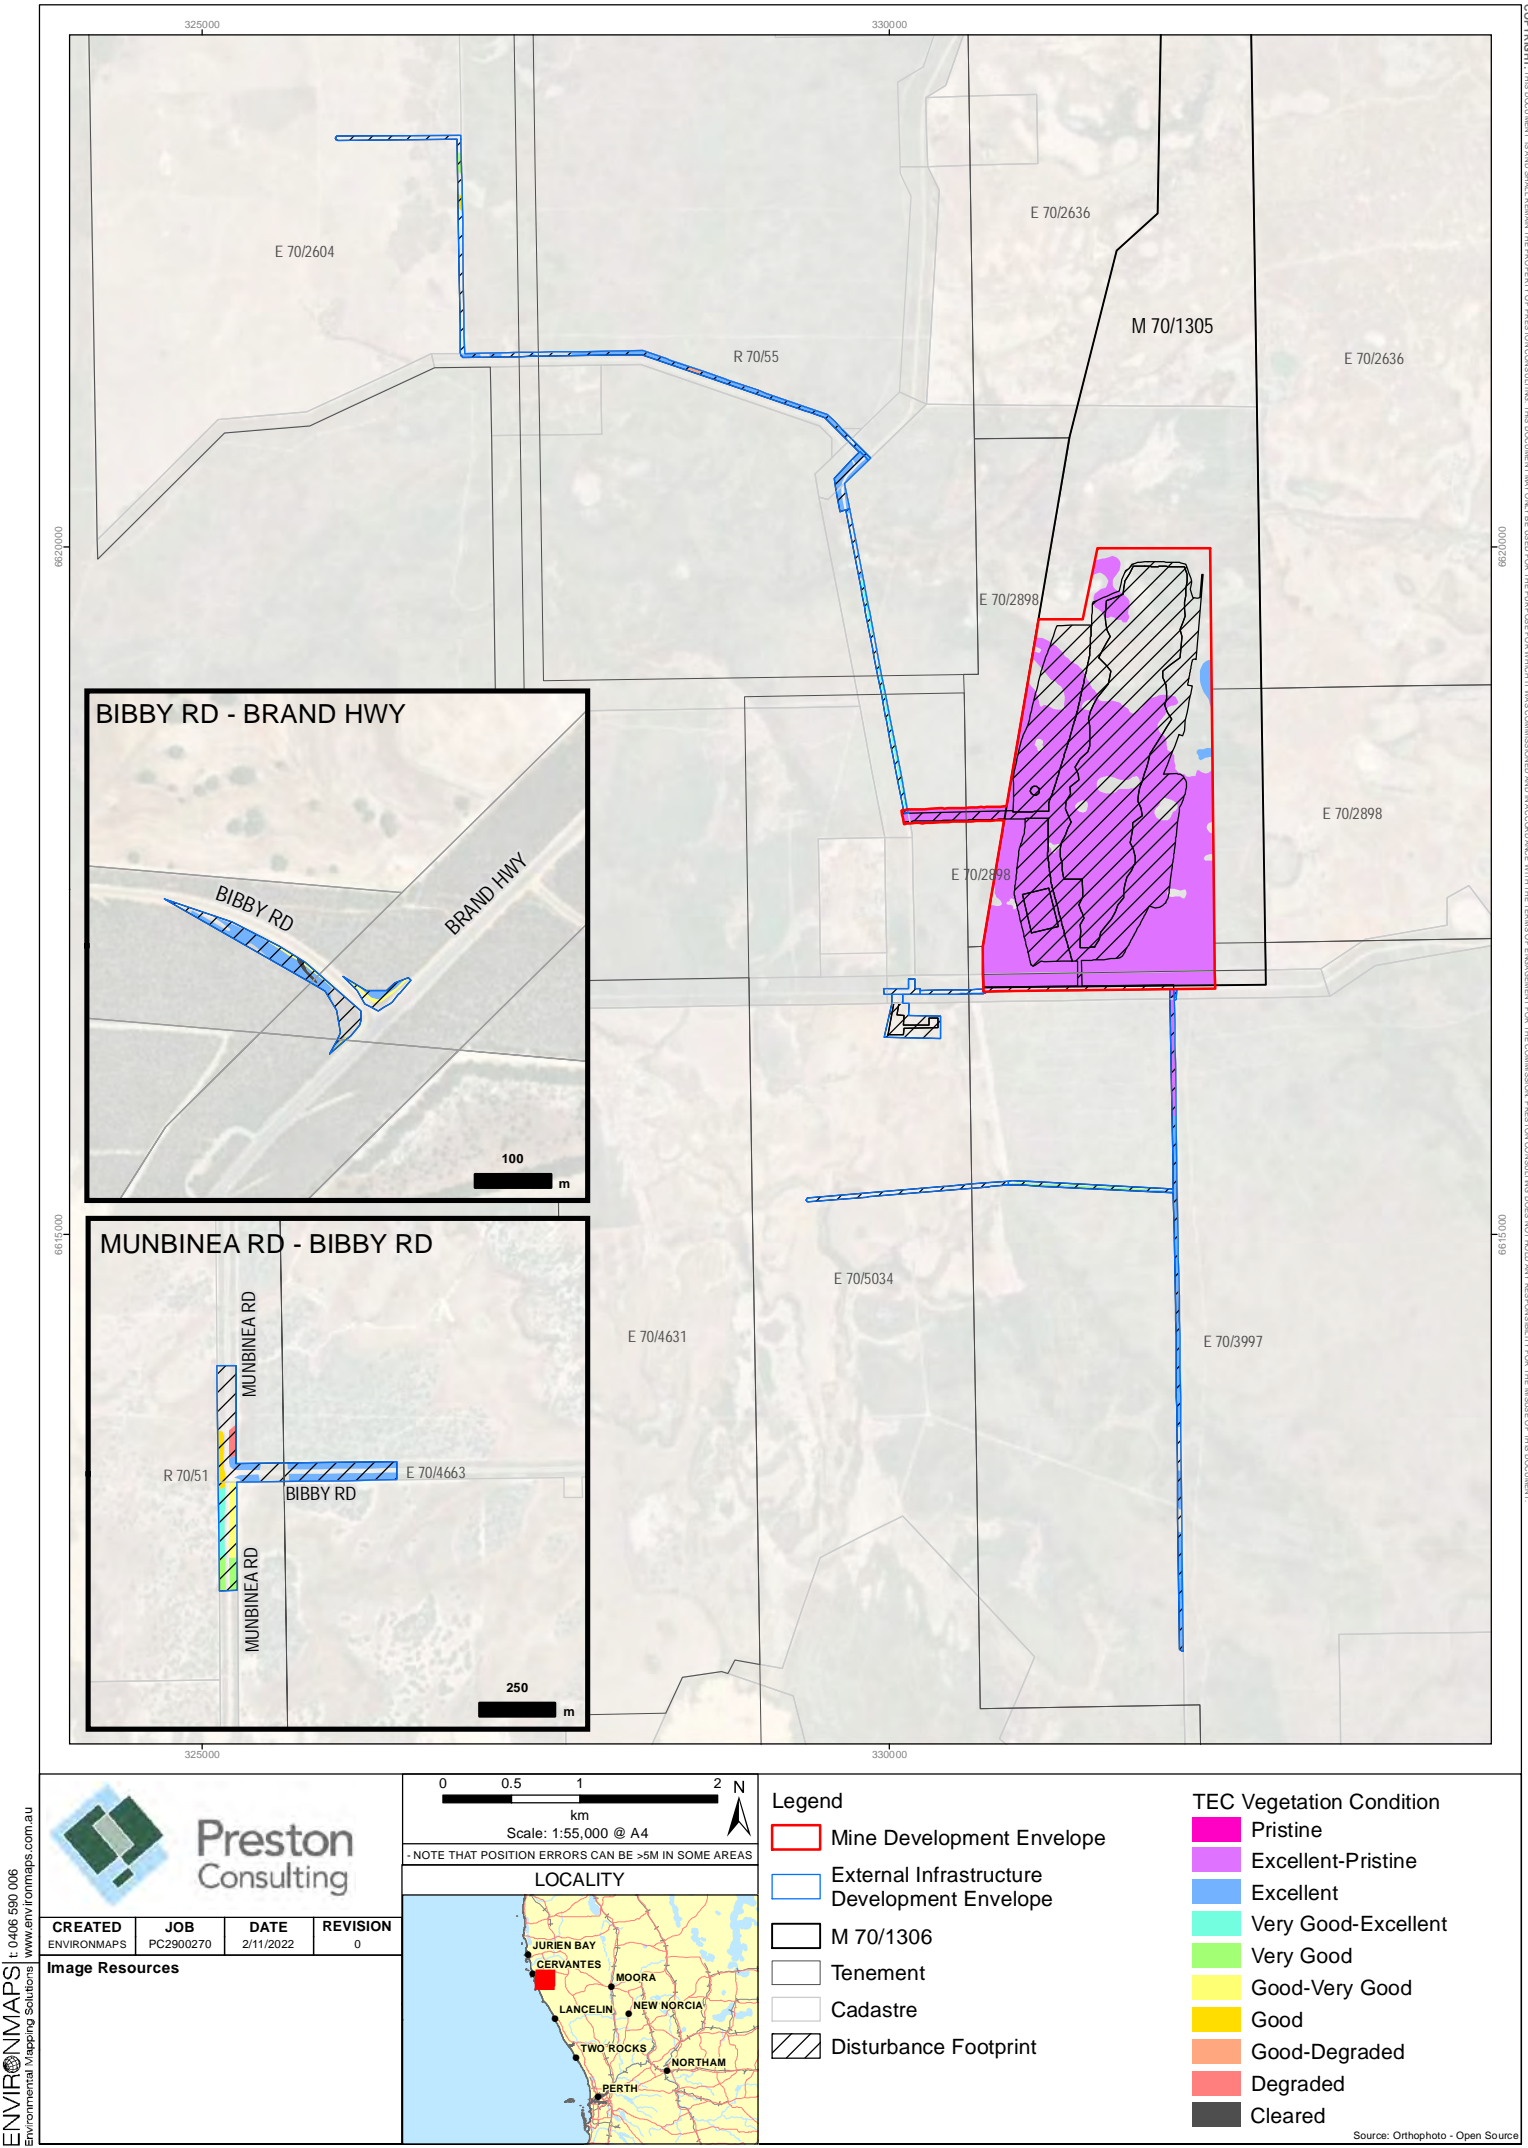 325000
330000
E 70/2604
E 70/2636
M 70/1305
R 70/55
E 70/2636
6620000
6620000
E 70/2898
BIBBY RD - BRAND HWY
BIBBY RD
BRAND HWY
100
m
E 70/2898
E 70/2898
6615000
6615000
MUNBINEA RD - BIBBY RD
MUNBINEA RD
R 70/51
E 70/4663
BIBBY RD
MUNBINEA RD
250
m
E 70/5034
E 70/4631
E 70/3997
325000
330000
ENVIRONMAPS
Environmental Mapping Solutions
t: 0406 590 006
www.environmaps.com.au
Preston
Consulting
CREATED
JOB
DATE
REVISION
ENVIRONMAPS
PC2900270
2/11/2022
0
Image Resources
0 0.5 1 2
N
km
Scale: 1:55,000 @ A4
- NOTE THAT POSITION ERRORS CAN BE >5M IN SOME AREAS
LOCALITY
JURIEN BAY
CERVANTES
MOORA
LANCELIN
NEW NORCIA
TWO ROCKS
NORTHAM
PERTH
Legend
Mine Development Envelope
External Infrastructure
Development Envelope
M 70/1306
Tenement
Cadastre
Disturbance Footprint
TEC Vegetation Condition
Pristine
Excellent-Pristine
Excellent
Very Good-Excellent
Very Good
Good-Very Good
Good
Good-Degraded
Degraded
Cleared
Source: Orthophoto - Open Source